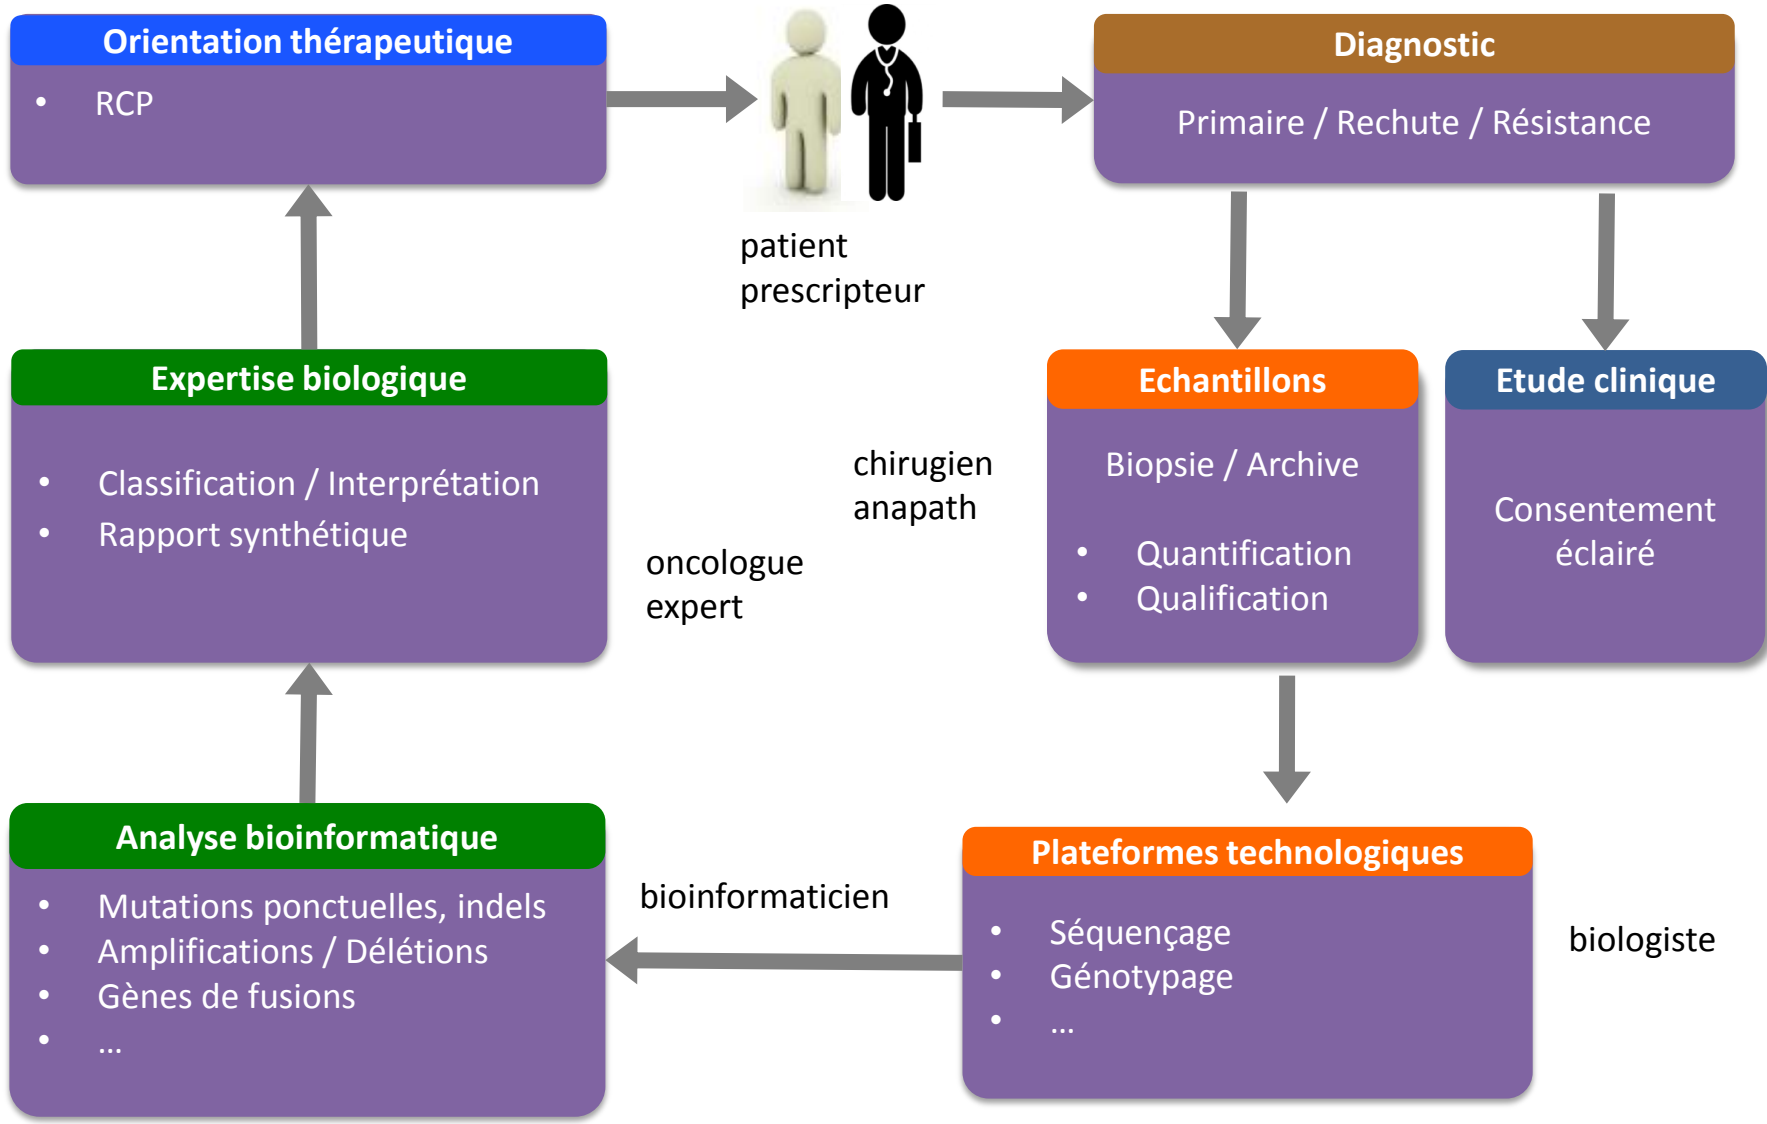 Orientation thérapeutique
• RCP
patient
prescripteur
Diagnostic
Primaire / Rechute / Résistance
Expertise biologique
• Classification / Interprétation
• Rapport synthétique
oncologue
expert
chirugien
anapath
Echantillons
Biopsie / Archive
• Quantification
• Qualification
Etude clinique
Consentement
éclairé
Analyse bioinformatique
• Mutations ponctuelles, indels
• Amplifications / Délétions
• Gènes de fusions
• ...
bioinformaticien
Plateformes technologiques
• Séquençage
• Génotypage
• ...
biologiste